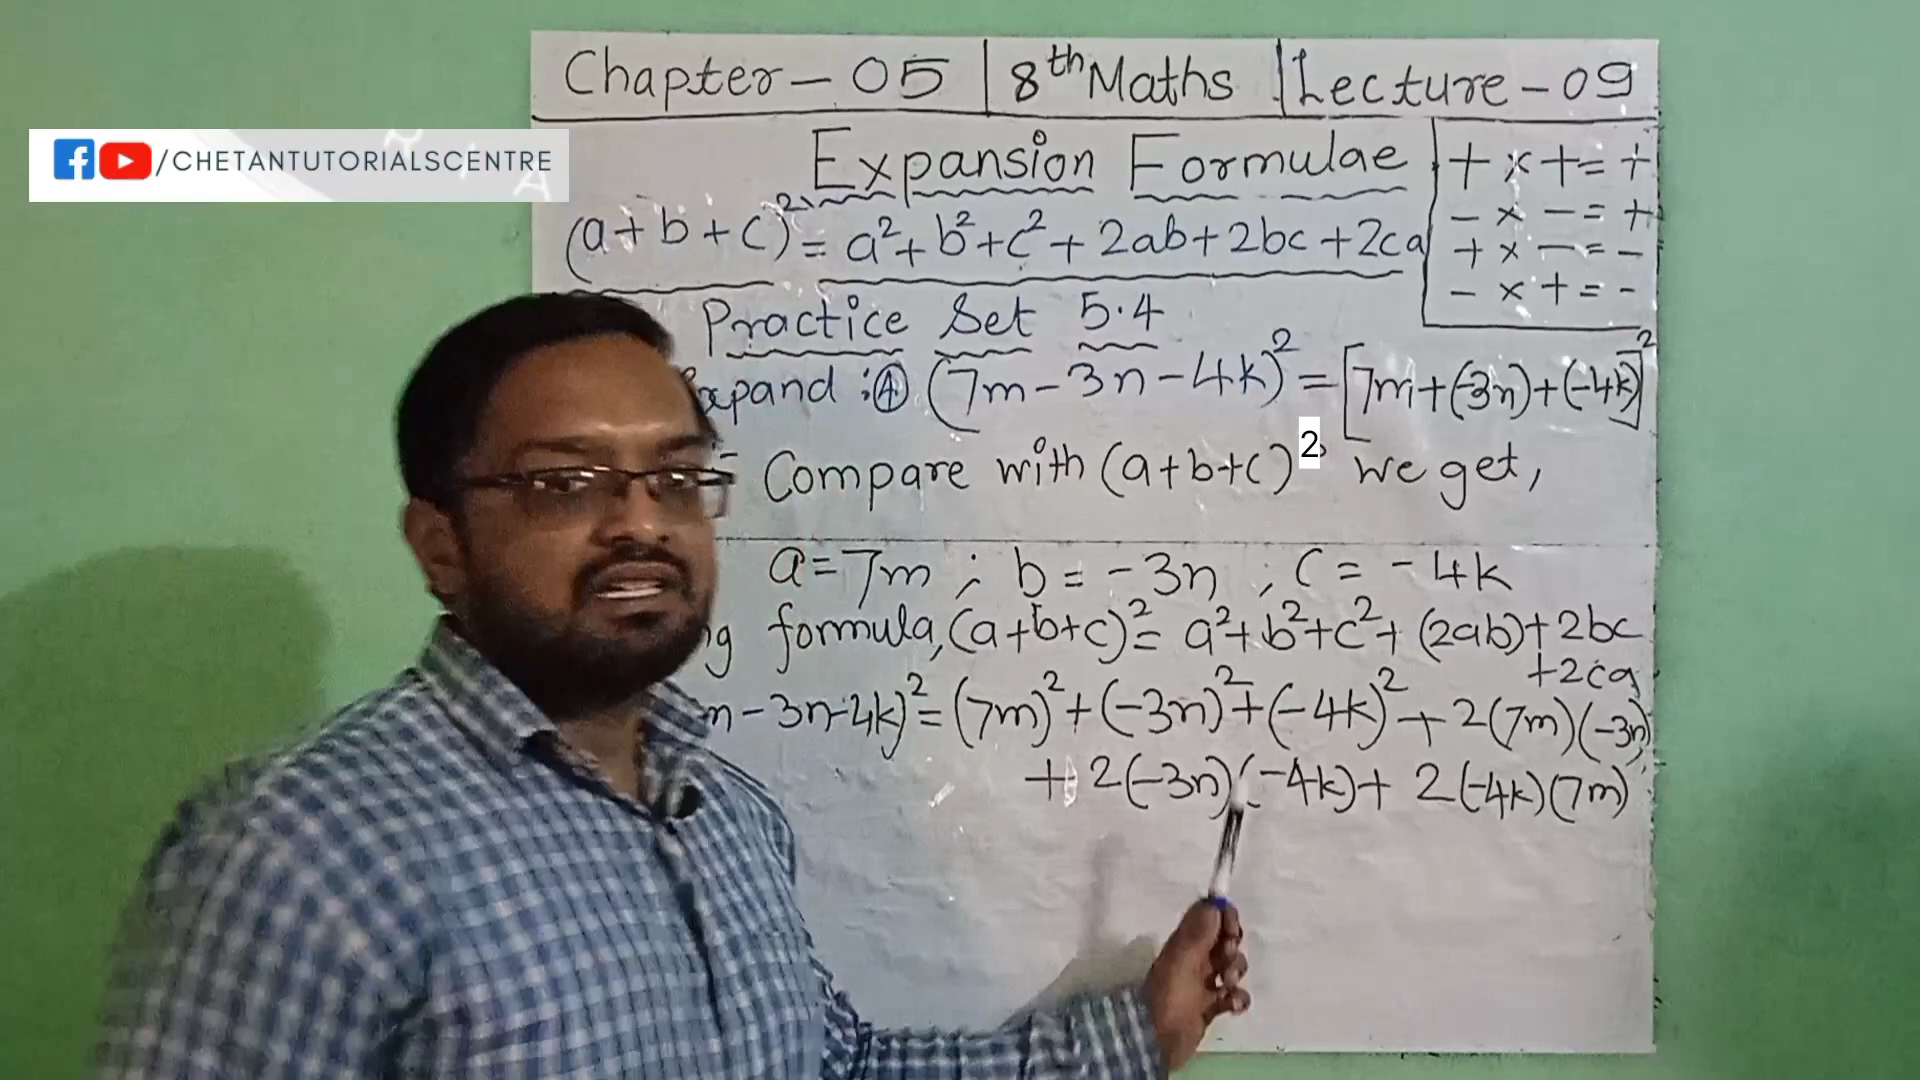 Chapter-05 | 8th Maths | Lecture-09
/CHETANTUTORIALSCENTRE
Expansion Formulae
+ × + = +
- × - = +
+ × - = -
- × + = -
(a+b+c)² = a²+b²+c²+2ab+2bc+2ca
Practice Set 5.4
xpand :④ (7m-3n-4k)² = [7m+(-3n)+(-4k)]²
Compare with (a+b+c)² we get,
a=7m ; b=-3n ; c=-4k
formula, (a+b+c)² = a²+b²+c²+(2ab)+2bc
+2ca
m-3n-4k)² = (7m)²+(-3n)²+(-4k)²+2(7m)(-3n)
+ 2(-3n)(-4k)+ 2(-4k)(7m)